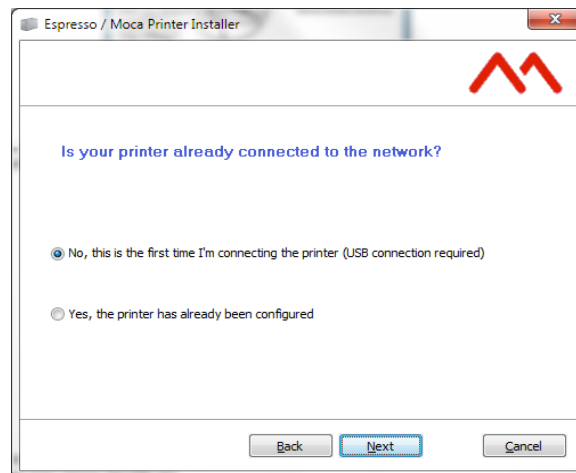 Espresso / Moca Printer Installer
Is your printer already connected to the network?
No, this is the first time I'm connecting the printer (USB connection required)
Yes, the printer has already been configured
Back Next Cancel